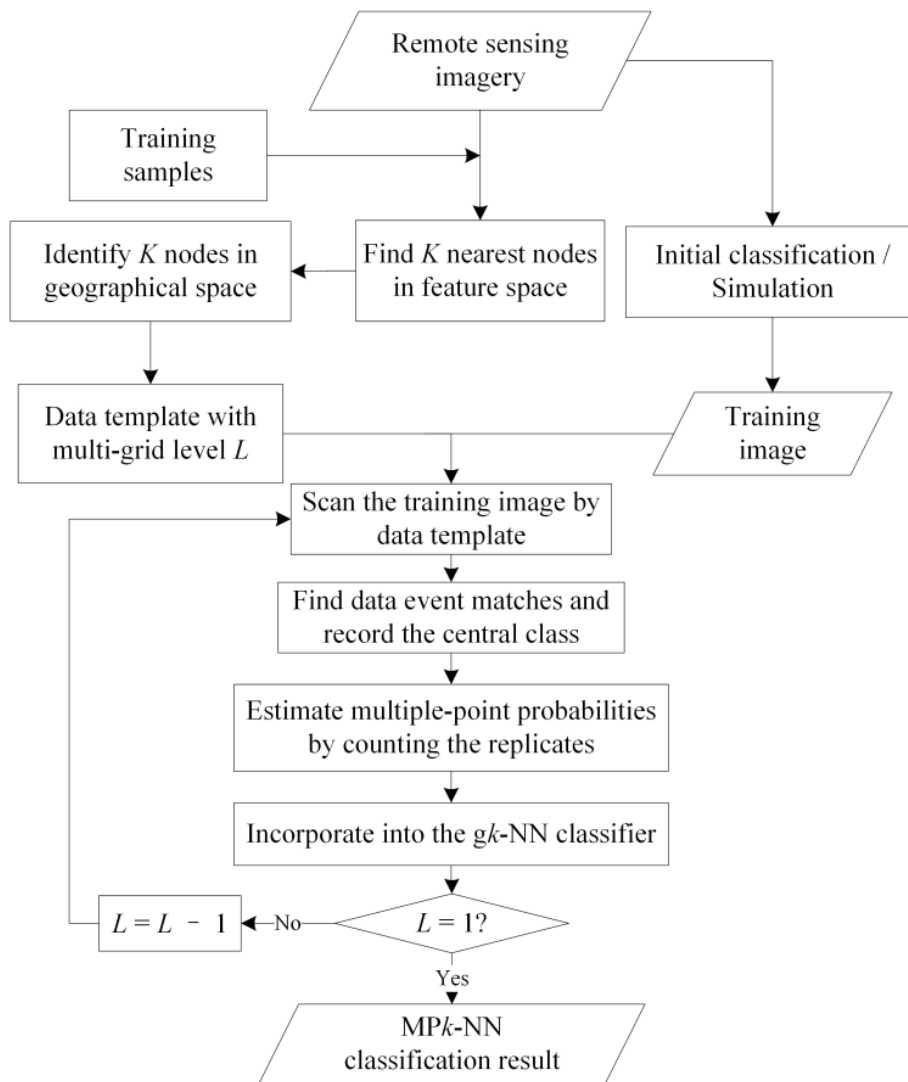 Remote sensing
imagery
Training
samples
Identify K nodes in
geographical space
Find K nearest nodes
in feature space
Initial classification /
Simulation
Data template with
multi-grid level L
Training
image
Scan the training image by
data template
Find data event matches and
record the central class
Estimate multiple-point probabilities
by counting the replicates
Incorporate into the gk-NN classifier
L = L - 1
No
L = 1?
Yes
MPk-NN
classification result